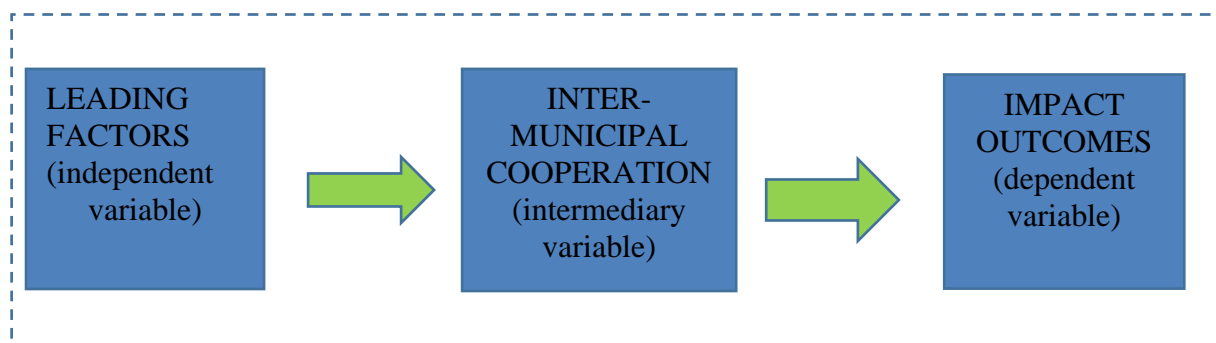 LEADING
FACTORS
(independent
variable)
INTER-
MUNICIPAL
COOPERATION
(intermediary
variable)
IMPACT
OUTCOMES
(dependent
variable)